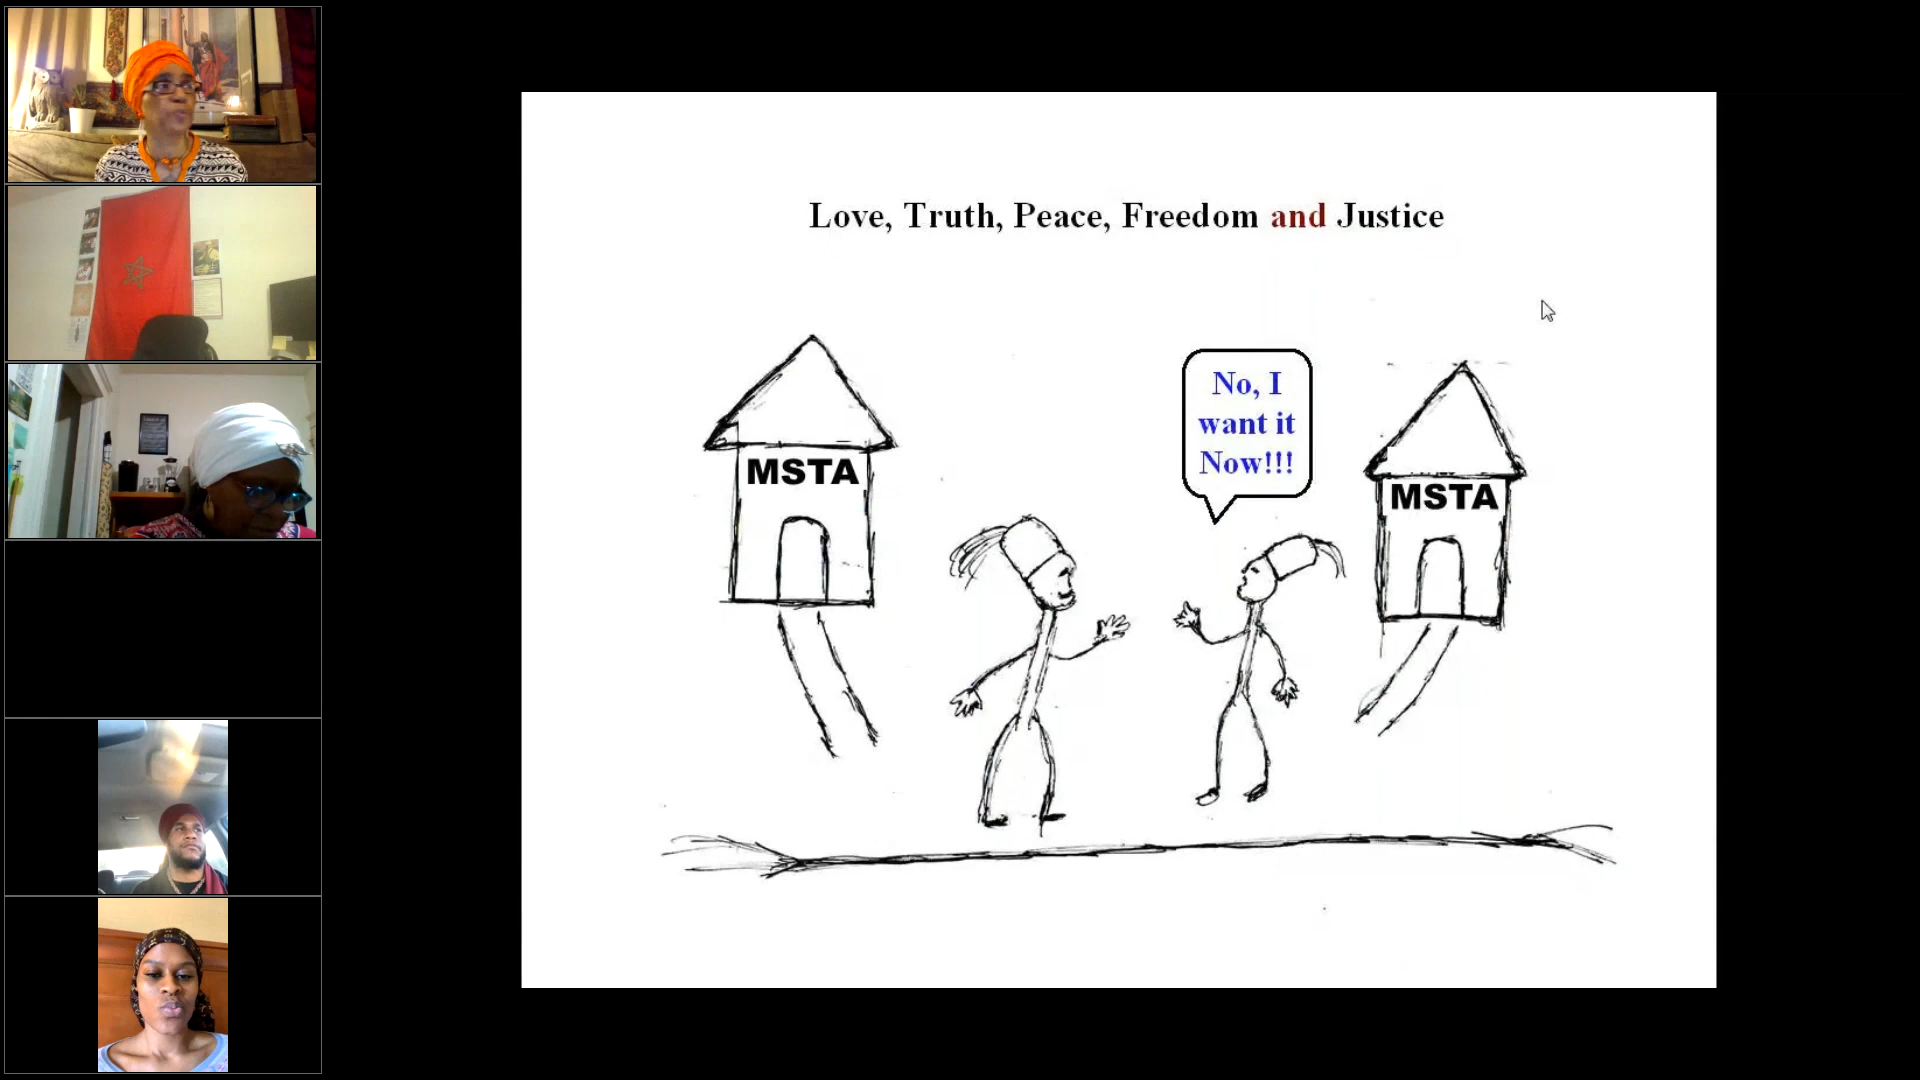 Love, Truth, Peace, Freedom and Justice
No, I
want it
Now!!!
MSTA
MSTA